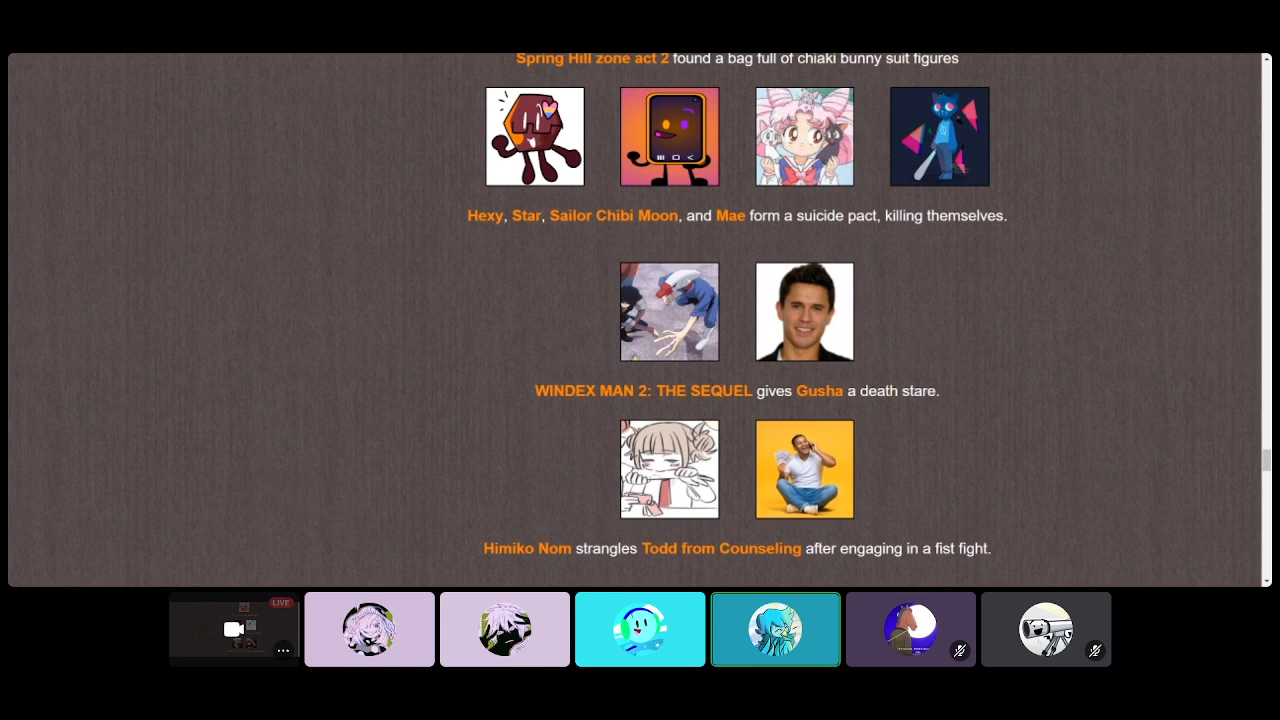 Spring Hill zone act 2 found a bag full of chiaki bunny suit figures
Hexy, Star, Sailor Chibi Moon, and Mae form a suicide pact, killing themselves.
WINDEX MAN 2: THE SEQUEL gives Gusha a death stare.
Himiko Nom strangles Todd from Counseling after engaging in a fist fight.
LIVE